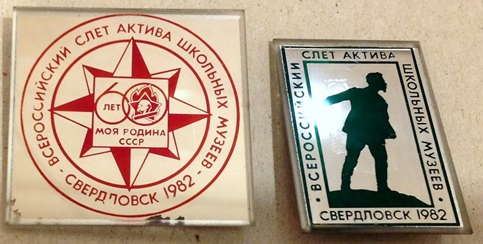 ВСЕРОССИЙСКИЙ СЛЕТ АКТИВА ШКОЛЬНЫХ МУЗЕЕВ -
СВЕРДЛОВСК 1982 -
60
ЛЕТ
МОЯ РОДИНА
СССР
· ВСЕРОССИЙСКИЙ
СЛЕТ АКТИВА
ШКОЛЬНЫХ МУЗЕЕВ ·
СВЕРДЛОВСК 1982